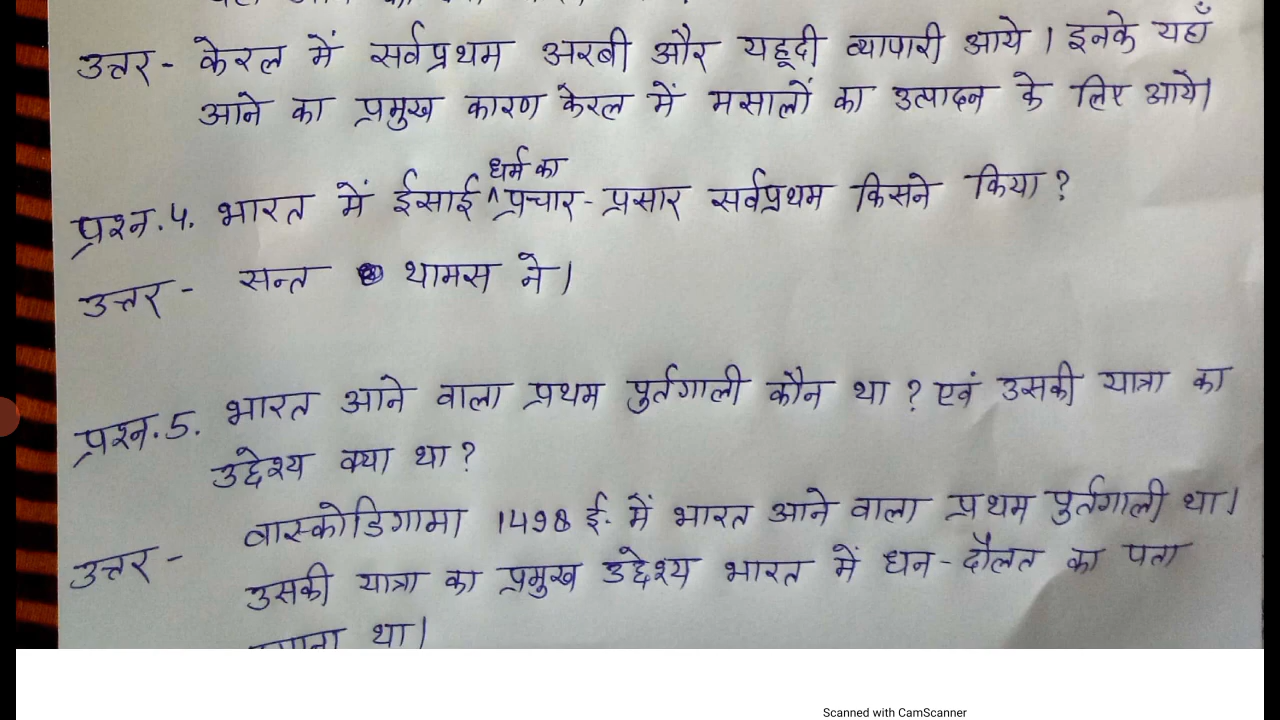 उत्तर- केरल में सर्वप्रथम अरबी और यहूदी व्यापारी आये। इनके यहाँ
आने का प्रमुख कारण केरल में मसालों का उत्पादन के लिए आये।
प्रश्न.4. भारत में ईसाई ^धर्म का प्रचार-प्रसार सर्वप्रथम किसने किया?
उत्तर- सन्त थामस ने।
प्रश्न.5. भारत आने वाला प्रथम पुर्तगाली कौन था? एवं उसकी यात्रा का
उद्देश्य क्या था?
उत्तर- वास्कोडिगामा 1498 ई. में भारत आने वाला प्रथम पुर्तगाली था।
उसकी यात्रा का प्रमुख उद्देश्य भारत में धन-दौलत का पता
था।
Scanned with CamScanner